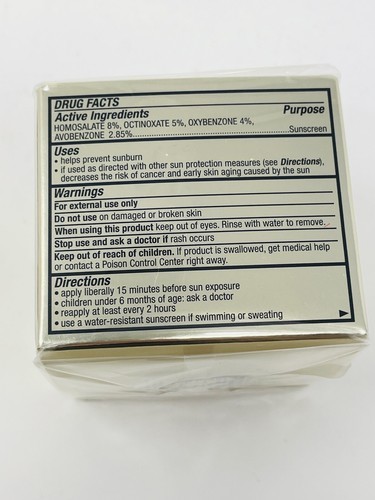 DRUG FACTS
Active Ingredients Purpose
HOMOSALATE 8%, OCTINOXATE 5%, OXYBENZONE 4%,
AVOBENZONE 2.85%............................................................Sunscreen
Uses
• helps prevent sunburn
• if used as directed with other sun protection measures (see Directions),
decreases the risk of cancer and early skin aging caused by the sun
Warnings
For external use only
Do not use on damaged or broken skin
When using this product keep out of eyes. Rinse with water to remove.
Stop use and ask a doctor if rash occurs
Keep out of reach of children. If product is swallowed, get medical help
or contact a Poison Control Center right away.
Directions
• apply liberally 15 minutes before sun exposure
• children under 6 months of age: ask a doctor
• reapply at least every 2 hours
• use a water-resistant sunscreen if swimming or sweating